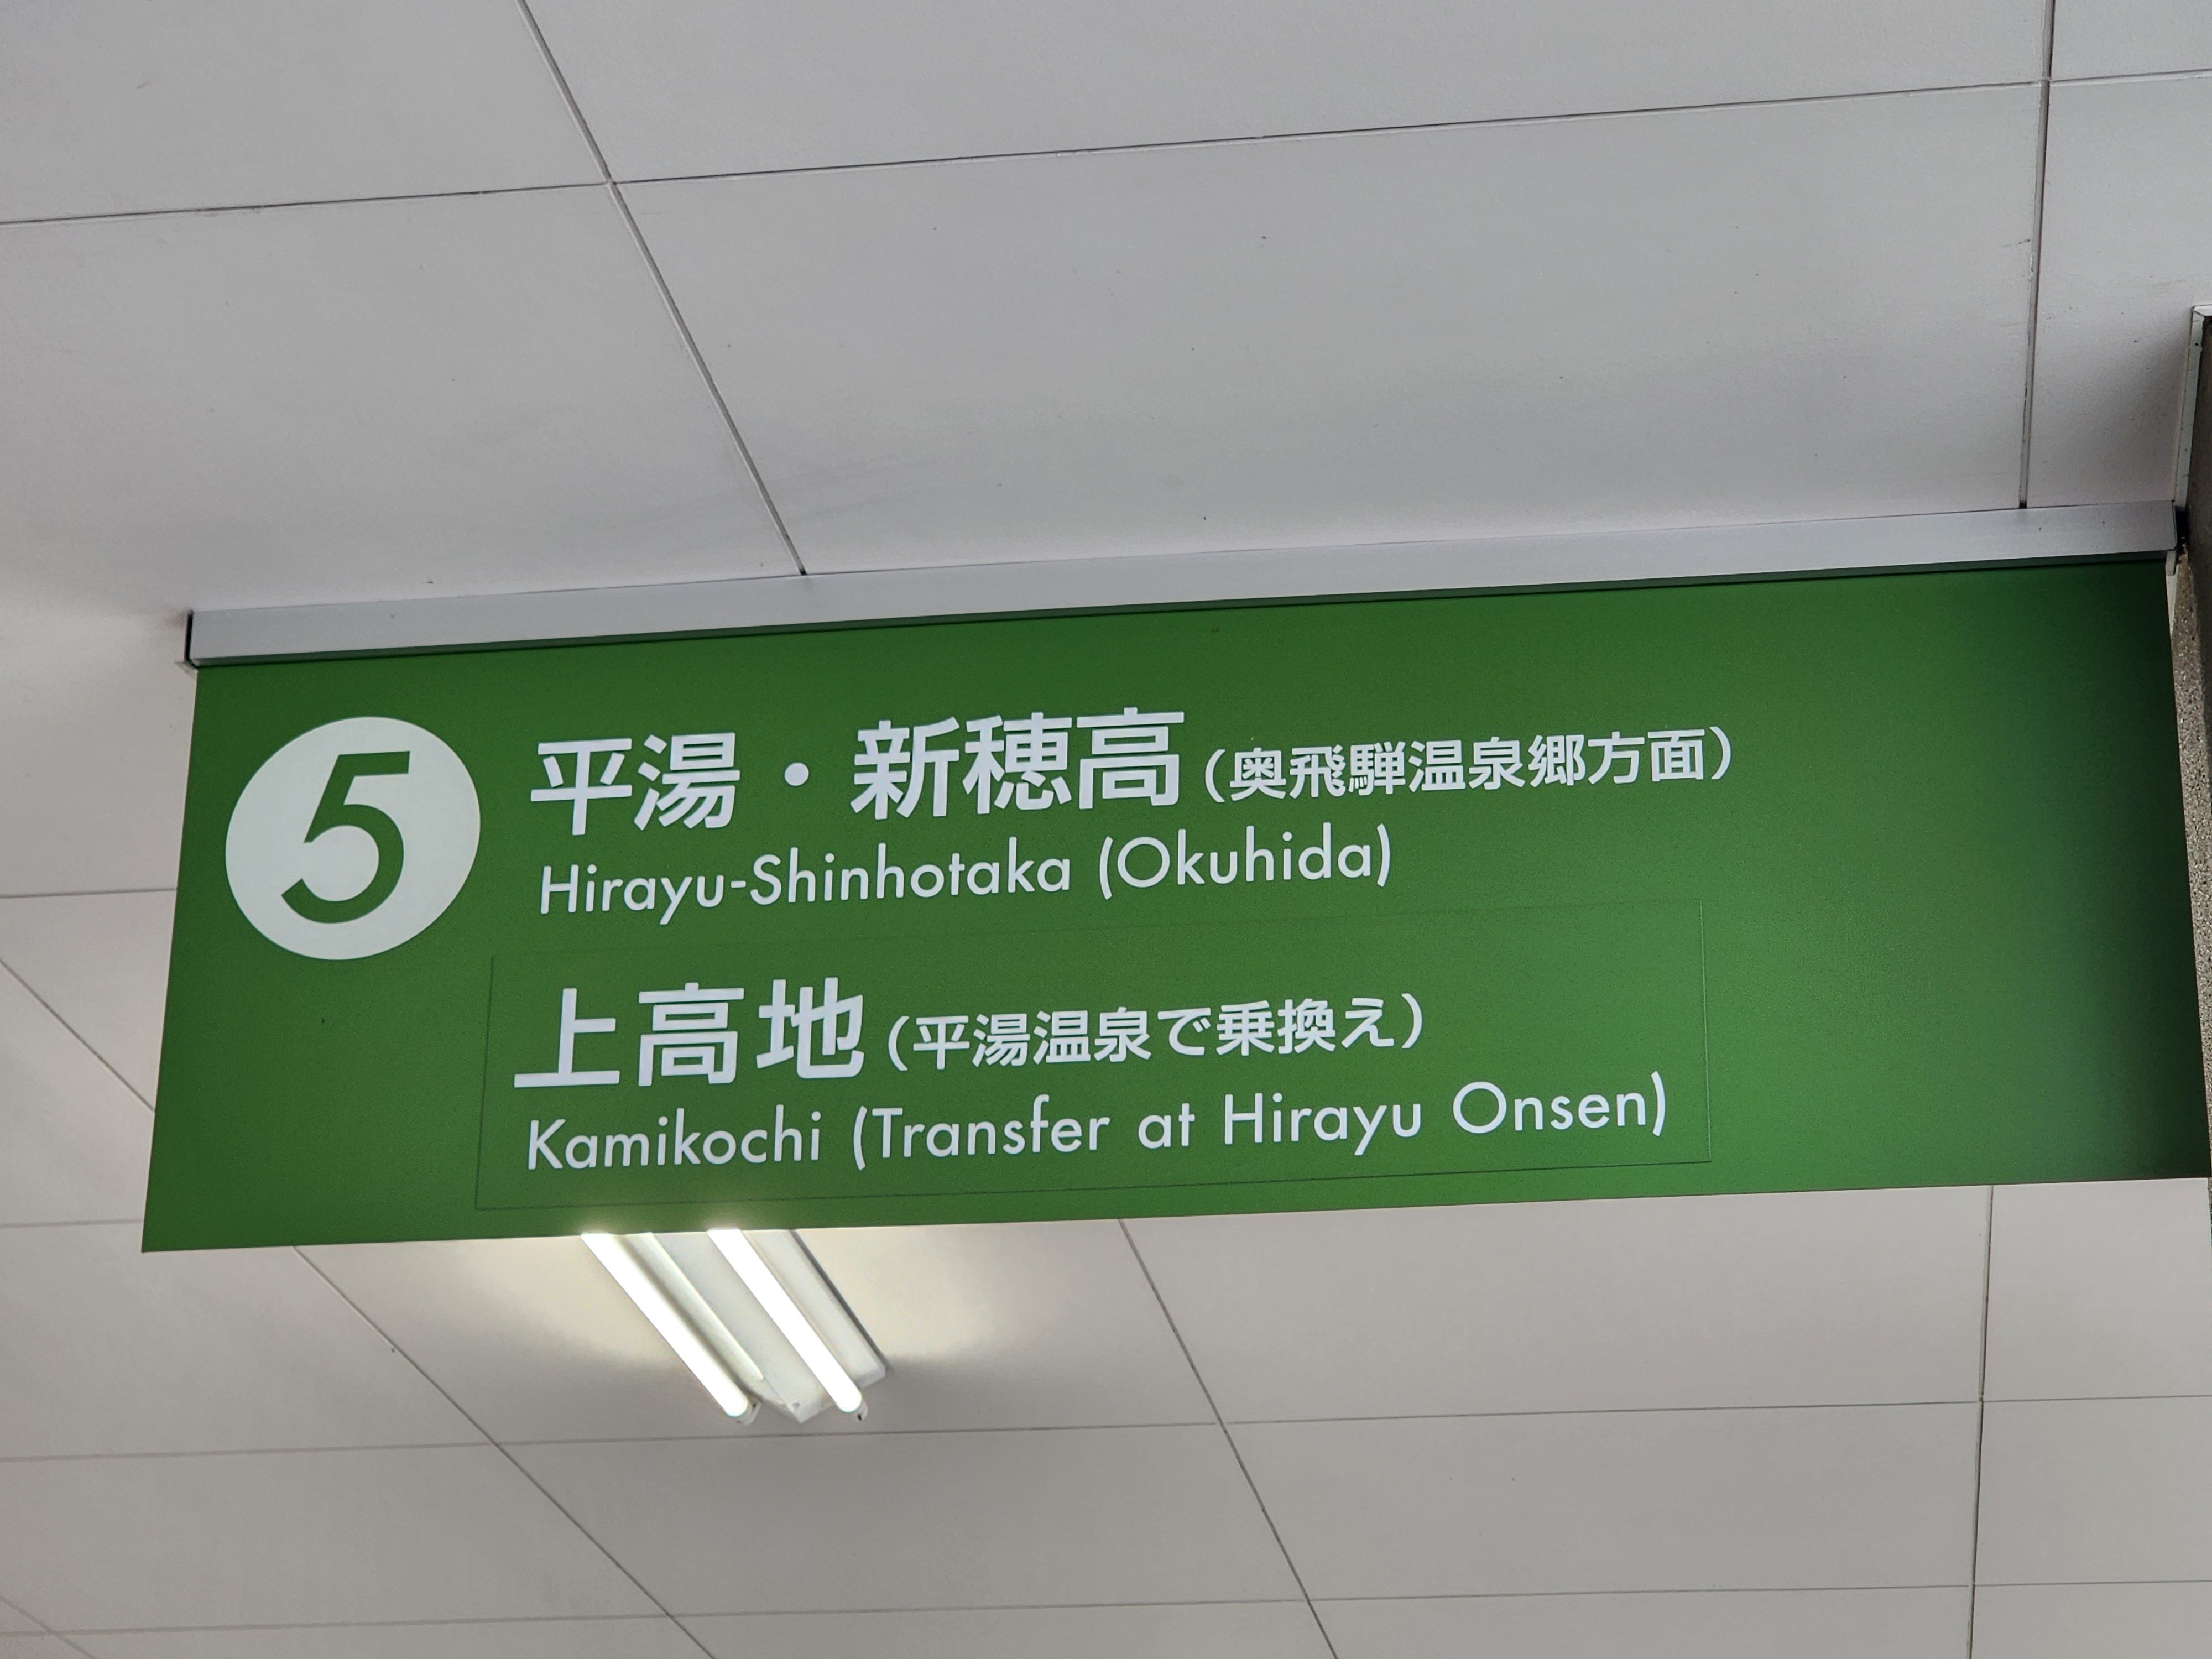 5
平湯・新穂高(奥飛騨温泉郷方面)
Hirayu-Shinhotaka (Okuhida)
上高地(平湯温泉で乗換え)
Kamikochi (Transfer at Hirayu Onsen)